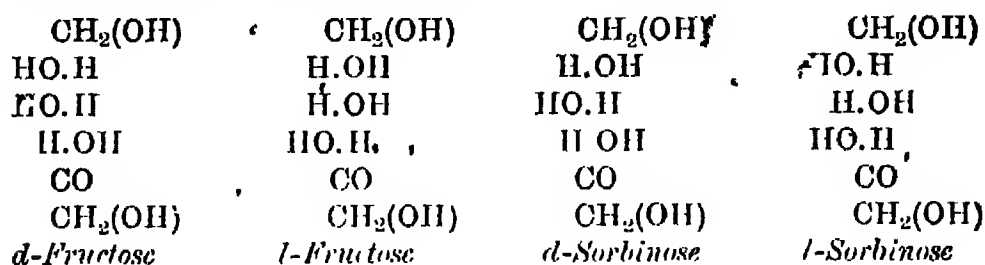 CH₂(OH) CH₂(OH) CH₂(OH) CH₂(OH)
HO.H H.OH H.OH HO.H
HO.H H.OH HO.H H.OH
H.OH HO.H. H OH HO.H
CO CO CO CO
CH₂(OH) CH₂(OH) CH₂(OH) CH₂(OH)
d-Fructose l-Fructose d-Sorbinose l-Sorbinose